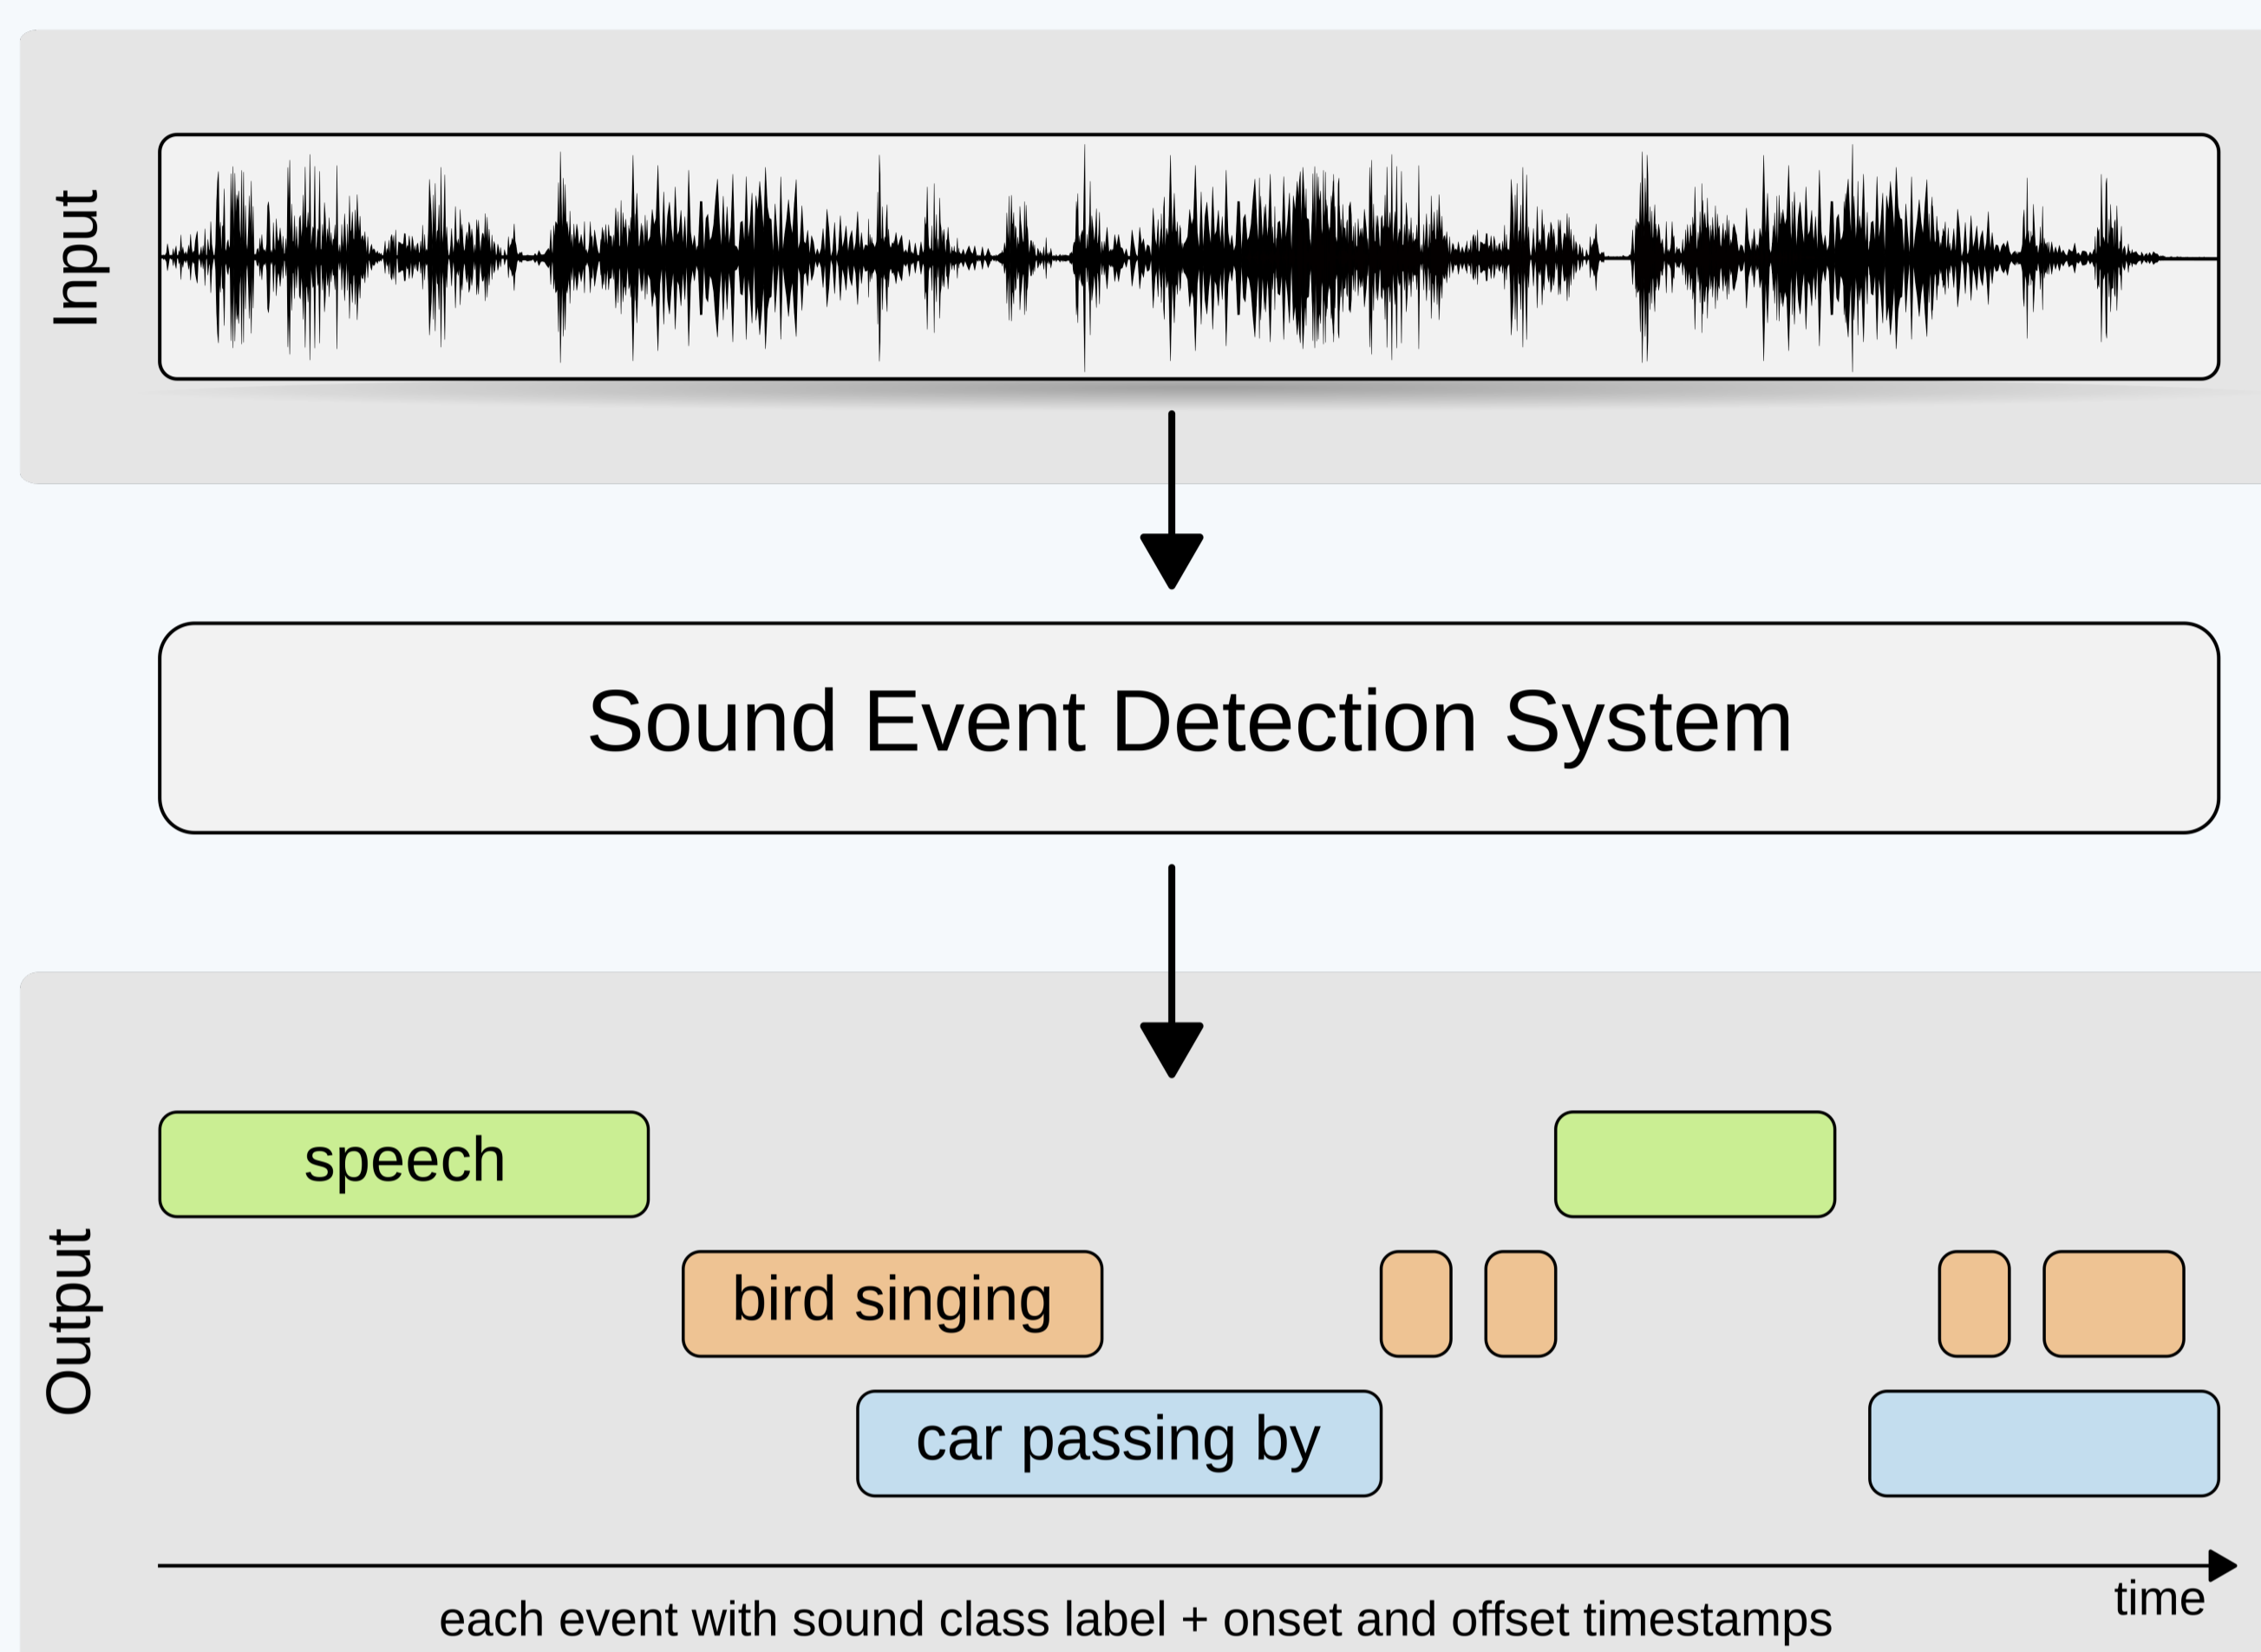 Input
Sound Event Detection System
Output
speech
bird singing
car passing by
time
each event with sound class label + onset and offset timestamps